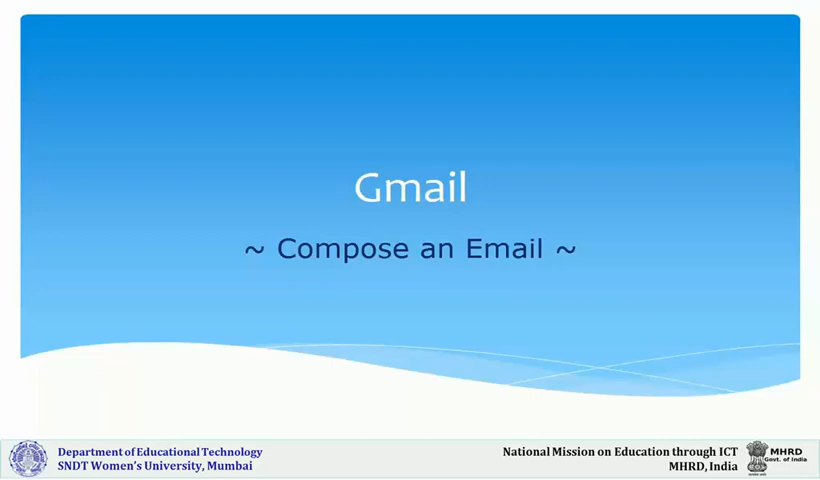 Gmail
~ Compose an Email ~
Department of Educational Technology
SNDT Women's University, Mumbai
National Mission on Education through ICT
MHRD, India
MHRD
Govt. of India